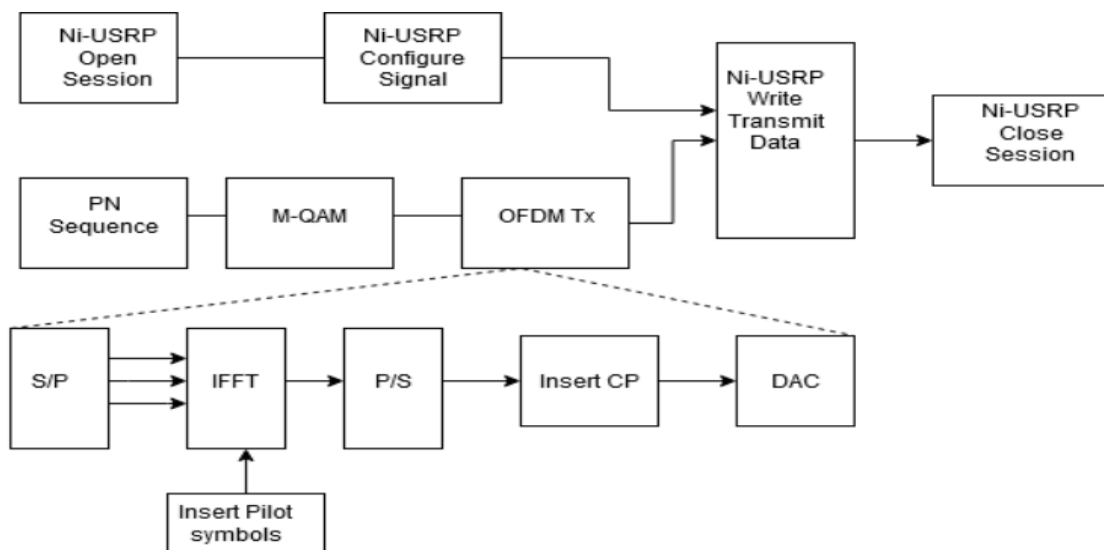 Ni-USRP
Open
Session
Ni-USRP
Configure
Signal
Ni-USRP
Write
Transmit
Data
Ni-USRP
Close
Session
PN
Sequence
M-QAM
OFDM Tx
S/P
IFFT
P/S
Insert CP
DAC
Insert Pilot
symbols